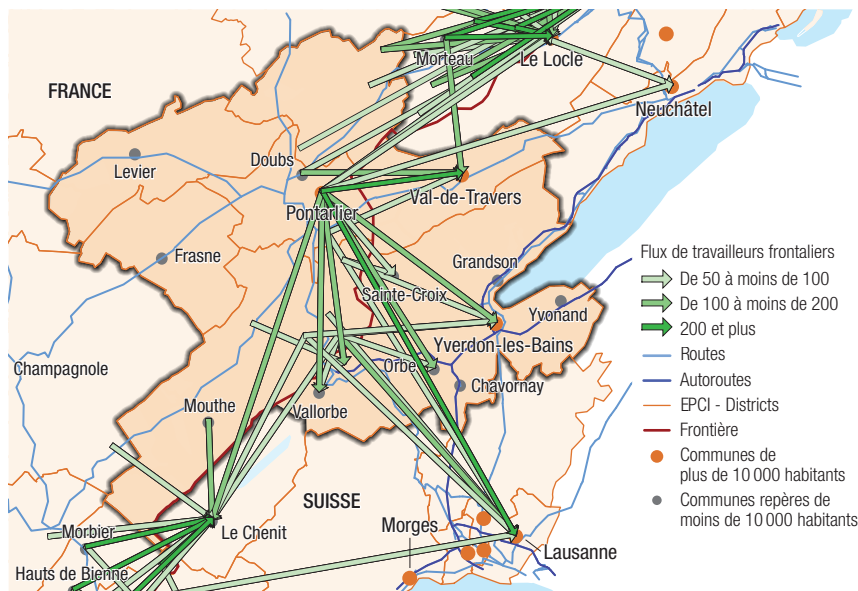 Morteau
Le Locle
FRANCE
Neuchâtel
Levier
Doubs
Val-de-Travers
Pontarlier
Frasne
Grandson
Sainte-Croix
Yvonand
Yverdon-les-Bains
Champagnole
Orbe
Chavornay
Mouthe
Vallorbe
SUISSE
Morbier
Le Chenit
Morges
Lausanne
Hauts de Bienne
Flux de travailleurs frontaliers
De 50 à moins de 100
De 100 à moins de 200
200 et plus
Routes
Autoroutes
EPCI - Districts
Frontière
Communes de
plus de 10 000 habitants
Communes repères de
moins de 10 000 habitants